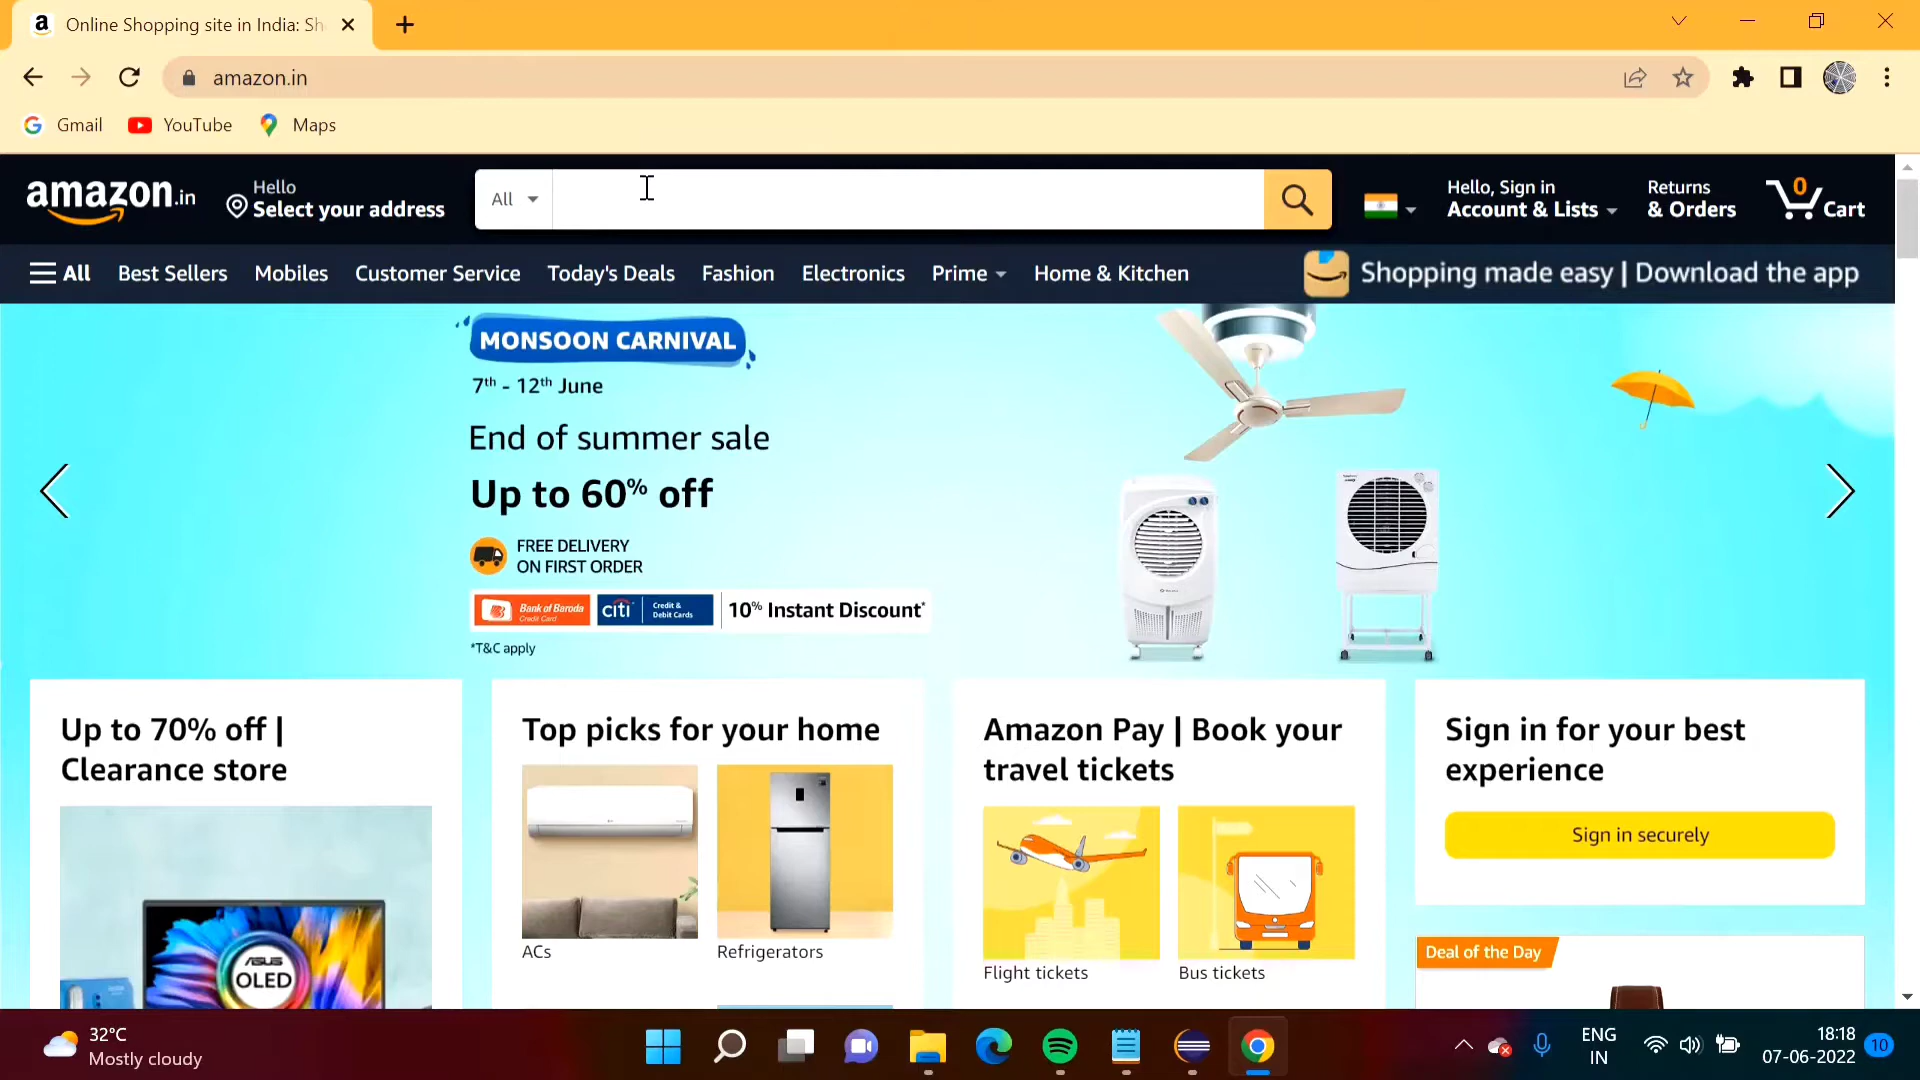 a Online Shopping site in India: Sh
amazon.in
Gmail YouTube Maps
amazon.in
Hello
Select your address
All
Hello, Sign in
Account & Lists
Returns
& Orders
0
Cart
All Best Sellers Mobiles Customer Service Today's Deals Fashion Electronics Prime Home & Kitchen
Shopping made easy | Download the app
MONSOON CARNIVAL
7th - 12th June
End of summer sale
Up to 60% off
FREE DELIVERY
ON FIRST ORDER
Bank of Baroda
Credit Card
citi
Credit &
Debit Cards
10% Instant Discount*
*T&C apply
Up to 70% off |
Clearance store
ASUS
OLED
Top picks for your home
ACs
Refrigerators
Amazon Pay | Book your
travel tickets
Flight tickets
Bus tickets
Sign in for your best
experience
Sign in securely
Deal of the Day
32°C
Mostly cloudy
ENG
IN
18:18
07-06-2022
10